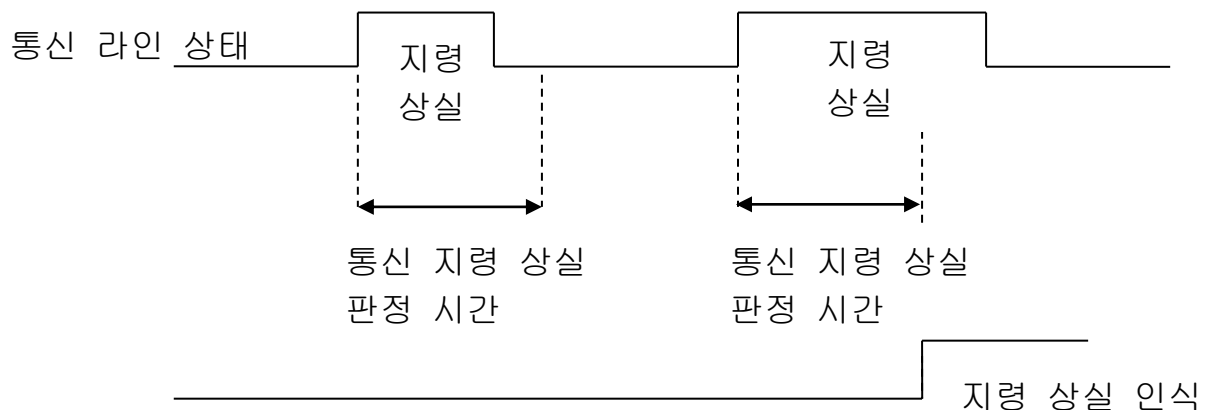 통신 라인 상태
지령
상실
지령
상실
통신 지령 상실
판정 시간
통신 지령 상실
판정 시간
지령 상실 인식